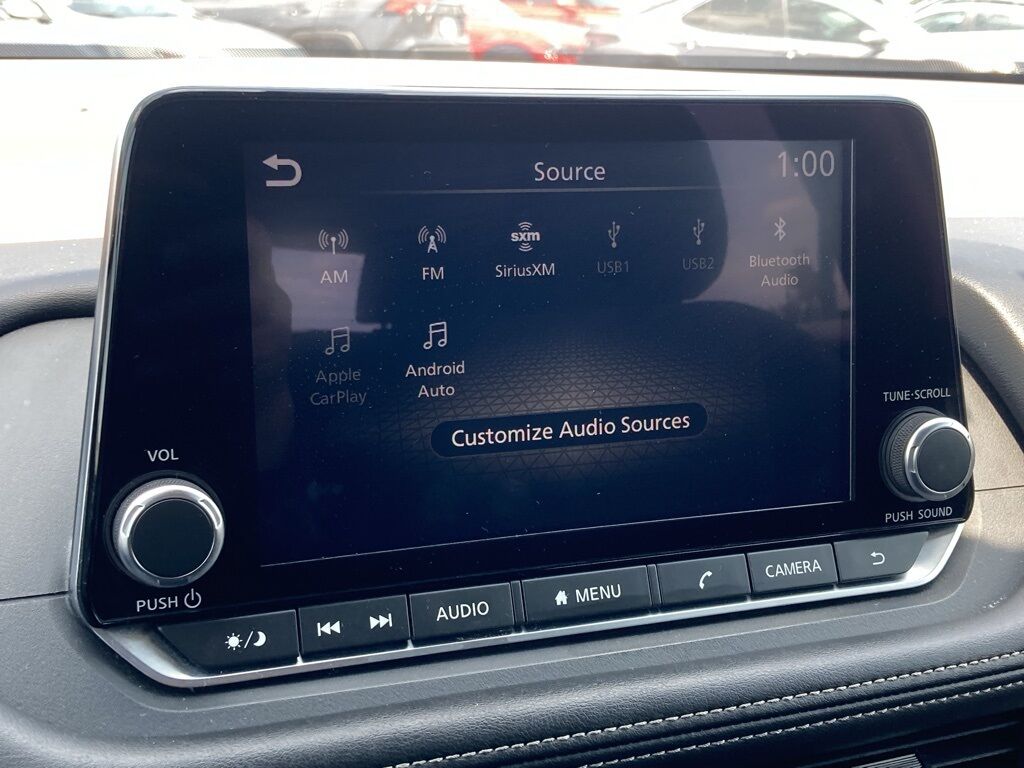 Source
1:00
AM
FM
sxm
SiriusXM
USB1
USB2
Bluetooth
Audio
Apple
CarPlay
Android
Auto
Customize Audio Sources
VOL
PUSH
TUNE·SCROLL
PUSH SOUND
AUDIO
MENU
CAMERA